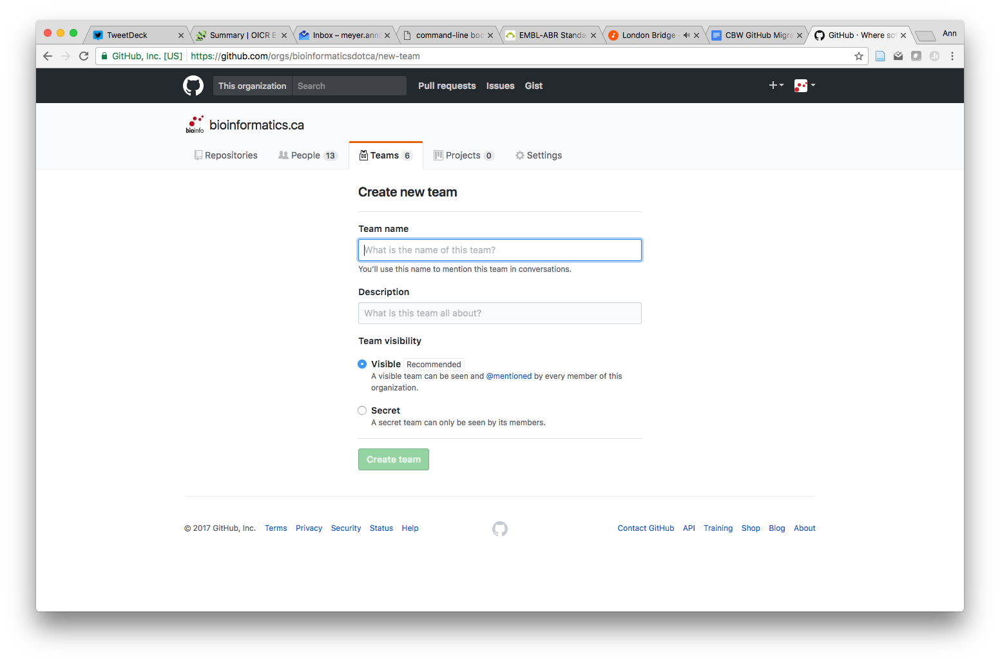 TweetDeck
Summary | OICR E
Inbox – meyer.ann
command-line boo
EMBL-ABR Standa
London Bridge -
CBW GitHub Migra
GitHub · Where sof
Ann
GitHub, Inc. [US] https://github.com/orgs/bioinformaticsdotca/new-team
This organization Search Pull requests Issues Gist
bioinfo bioinformatics.ca
Repositories People 13 Teams 6 Projects 0 Settings
Create new team
Team name
What is the name of this team?
You’ll use this name to mention this team in conversations.
Description
What is this team all about?
Team visibility
Visible Recommended
A visible team can be seen and @mentioned by every member of this
organization.
Secret
A secret team can only be seen by its members.
Create team
© 2017 GitHub, Inc. Terms Privacy Security Status Help Contact GitHub API Training Shop Blog About